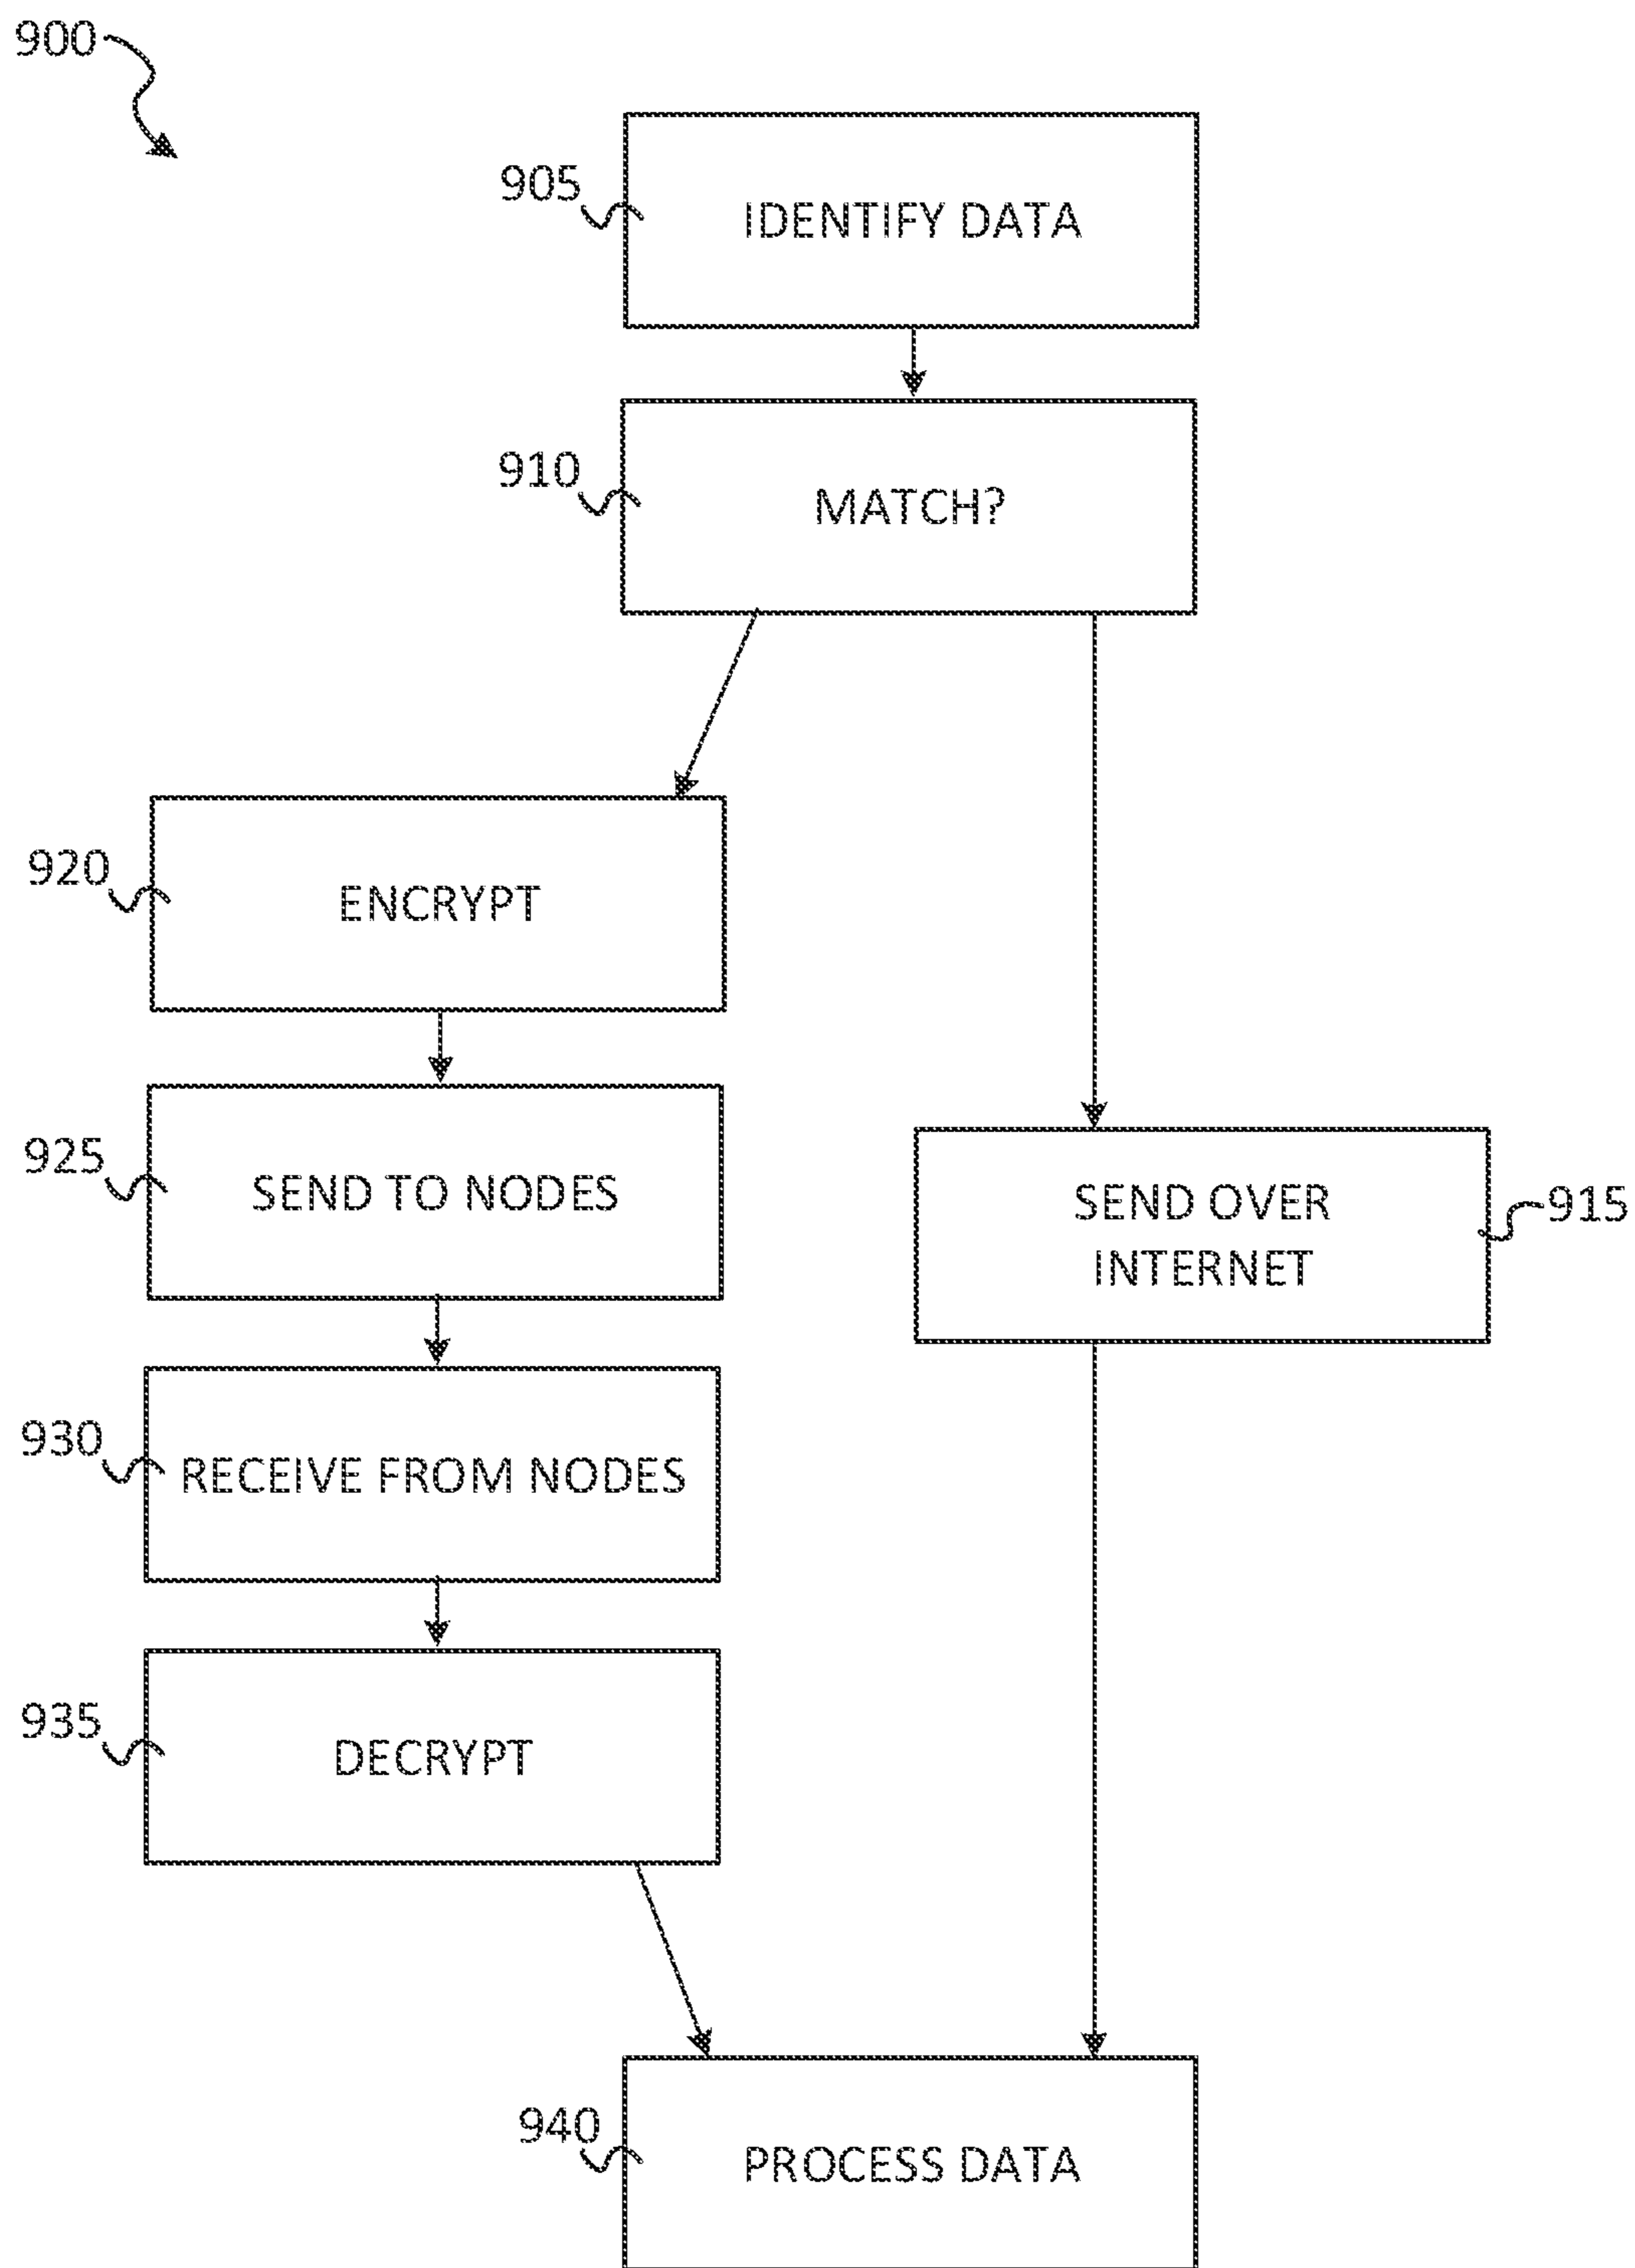 900
905
IDENTIFY DATA
910
MATCH?
920
ENCRYPT
925
SEND TO NODES
SEND OVER
INTERNET
915
930
RECEIVE FROM NODES
935
DECRYPT
940
PROCESS DATA